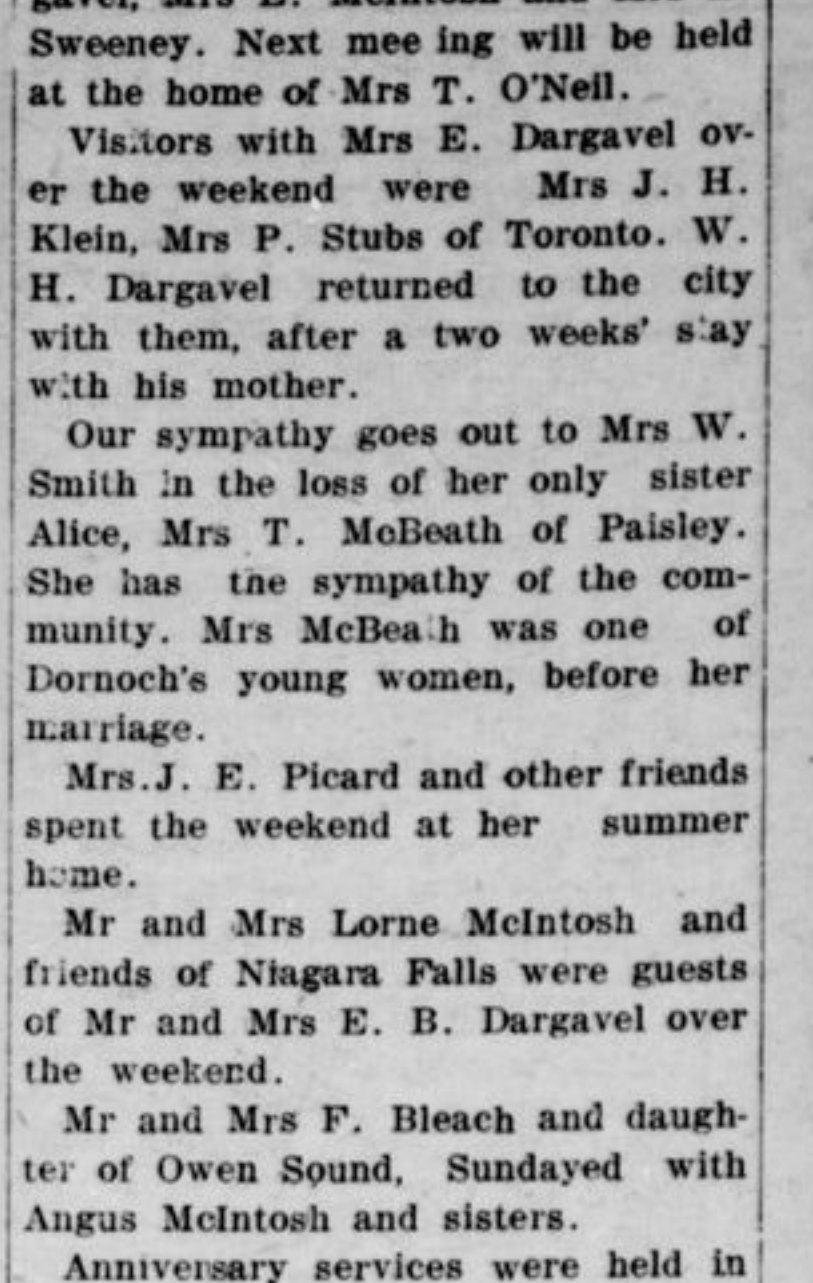 Sweeney. Next mee ing will be held
at the home of Mrs T. O'Neil.
Visitors with Mrs E. Dargavel ov-
er the weekend were Mrs J. H.
Klein, Mrs P. Stubs of Toronto. W.
H. Dargavel returned to the city
with them, after a two weeks' stay
with his mother.
Our sympathy goes out to Mrs W.
Smith in the loss of her only sister
Alice, Mrs T. McBeath of Paisley.
She has the sympathy of the com-
munity. Mrs McBeath was one of
Dornoch's young women, before her
marriage.
Mrs.J. E. Picard and other friends
spent the weekend at her summer
home.
Mr and Mrs Lorne McIntosh and
friends of Niagara Falls were guests
of Mr and Mrs E. B. Dargavel over
the weekend.
Mr and Mrs F. Bleach and daugh-
ter of Owen Sound, Sundayed with
Angus McIntosh and sisters.
Anniversary services were held in